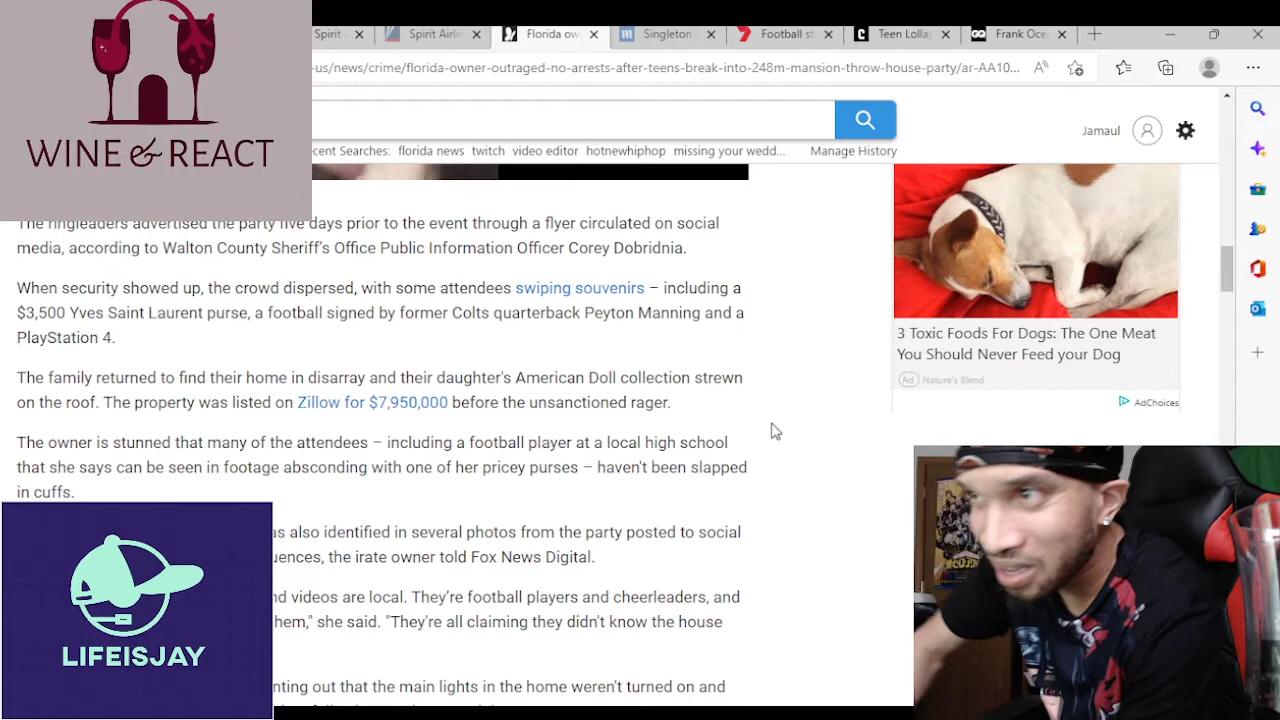 Spirit
Spirit Airlin
Florida ow
Singleton
Football st
Teen Lolla
Frank Oce
-us/news/crime/florida-owner-outraged-no-arrests-after-teens-break-into-248m-mansion-throw-house-party/ar-AA10...
WINE & REACT
Jamaul
cent Searches: florida news twitch video editor hotnewhiphop missing your wedd... Manage History
The ringleaders advertised the party five days prior to the event through a flyer circulated on social
media, according to Walton County Sheriff's Office Public Information Officer Corey Dobridnia.
When security showed up, the crowd dispersed, with some attendees swiping souvenirs – including a
$3,500 Yves Saint Laurent purse, a football signed by former Colts quarterback Peyton Manning and a
PlayStation 4.
The family returned to find their home in disarray and their daughter's American Doll collection strewn
on the roof. The property was listed on Zillow for $7,950,000 before the unsanctioned rager.
The owner is stunned that many of the attendees – including a football player at a local high school
that she says can be seen in footage absconding with one of her pricey purses – haven't been slapped
in cuffs.
as also identified in several photos from the party posted to social
uences, the irate owner told Fox News Digital.
nd videos are local. They're football players and cheerleaders, and
hem," she said. "They're all claiming they didn't know the house
nting out that the main lights in the home weren't turned on and
3 Toxic Foods For Dogs: The One Meat
You Should Never Feed your Dog
Ad Nature's Blend
AdChoices
LIFEISJAY